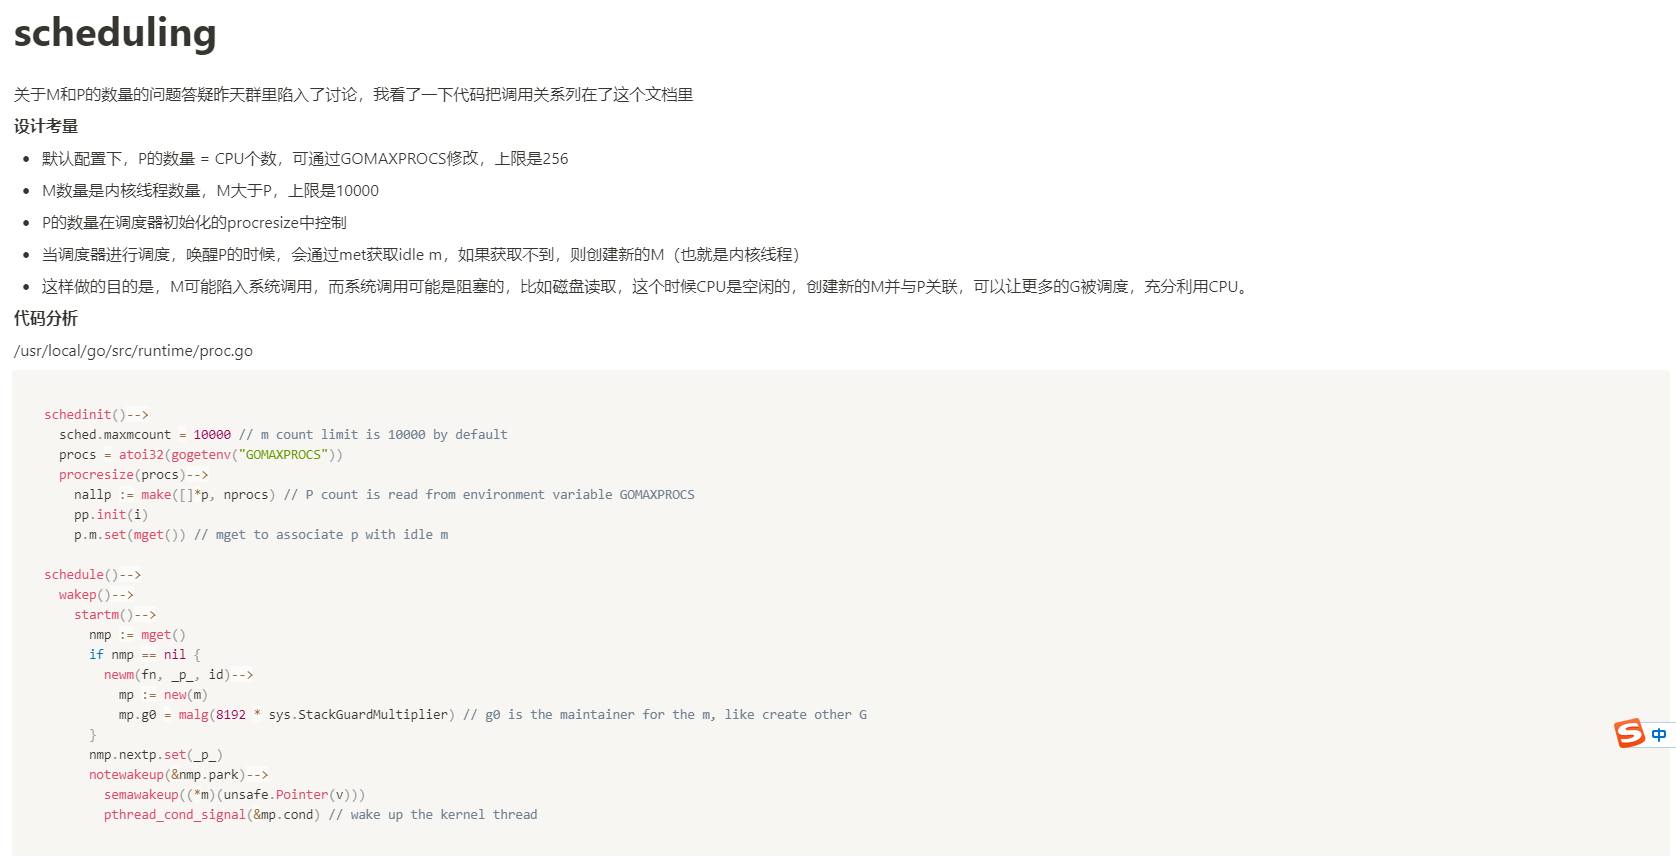 scheduling
关于M和P的数量的问题答疑昨天群里陷入了讨论，我看了一下代码把调用关系列在了这个文档里
设计考量
• 默认配置下，P的数量 = CPU个数，可通过GOMAXPROCS修改，上限是256
• M数量是内核线程数量，M大于P，上限是10000
• P的数量在调度器初始化的procresize中控制
• 当调度器进行调度，唤醒P的时候，会通过met获取idle m，如果获取不到，则创建新的M（也就是内核线程）
• 这样做的目的是，M可能陷入系统调用，而系统调用可能是阻塞的，比如磁盘读取，这个时候CPU是空闲的，创建新的M并与P关联，可以让更多的G被调度，充分利用CPU。
代码分析
/usr/local/go/src/runtime/proc.go
schedinit()-->
  sched.maxmcount = 10000 // m count limit is 10000 by default
  procs = atoi32(gogetenv("GOMAXPROCS"))
  procresize(procs)-->
    nallp := make([]*p, nprocs) // P count is read from environment variable GOMAXPROCS
    pp.init(i)
    p.m.set(mget()) // mget to associate p with idle m
schedule()-->
  wakep()-->
    startm()-->
      nmp := mget()
      if nmp == nil {
        newm(fn, _p_, id)-->
          mp := new(m)
          mp.g0 = malg(8192 * sys.StackGuardMultiplier) // g0 is the maintainer for the m, like create other G
      }
      nmp.nextp.set(_p_)
      notewakeup(&nmp.park)-->
        semawakeup((*m)(unsafe.Pointer(v)))
        pthread_cond_signal(&mp.cond) // wake up the kernel thread
S 中